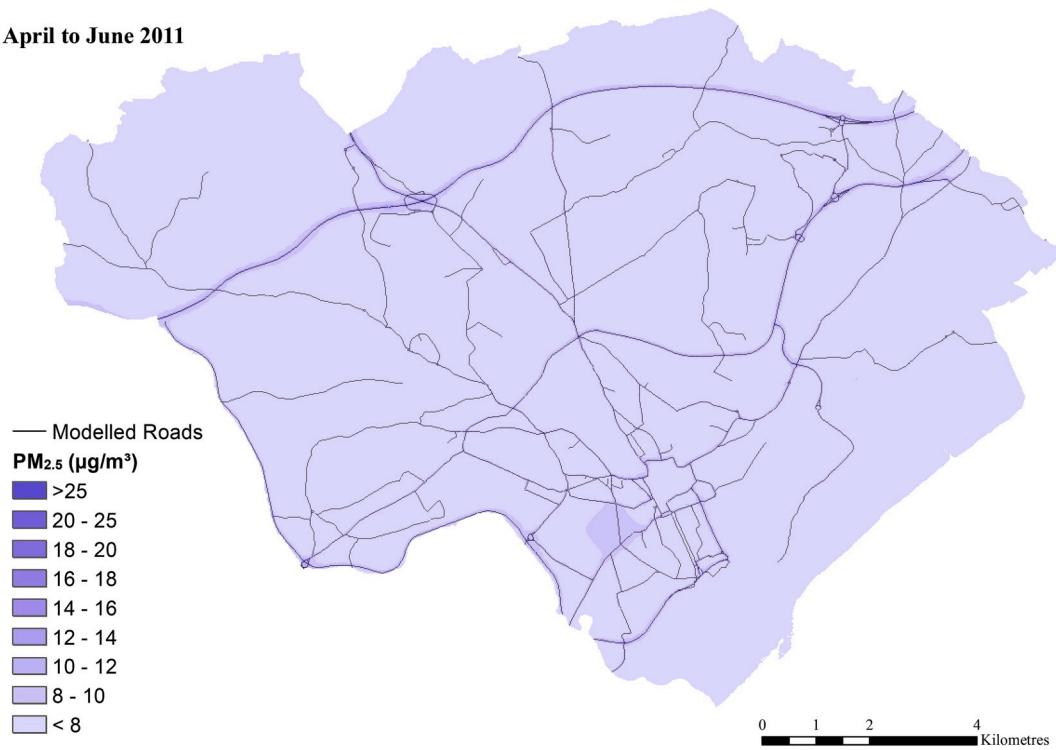 April to June 2011
Modelled Roads
PM₂.₅ (µg/m³)
>25
20 - 25
18 - 20
16 - 18
14 - 16
12 - 14
10 - 12
8 - 10
< 8
0 1 2 4
Kilometres